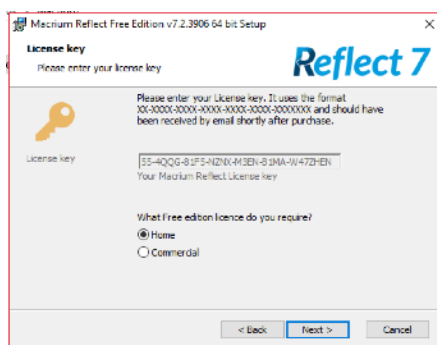 Macrium Reflect Free Edition v7.2.3906 64 bit Setup
License key
Please enter your license key
Reflect 7
Please enter your License key. It uses the format
XX-XXXX-XXXX-XXXX-XXXX-XXXX-XXXXXXX and should have
been received by email shortly after purchase.
License key
S5-4QQG-81F5-NZNX-M3EN-B1MA-W47ZHEN
Your Macrium Reflect License key
What Free edition licence do you require?
Home
Commercial
< Back
Next >
Cancel